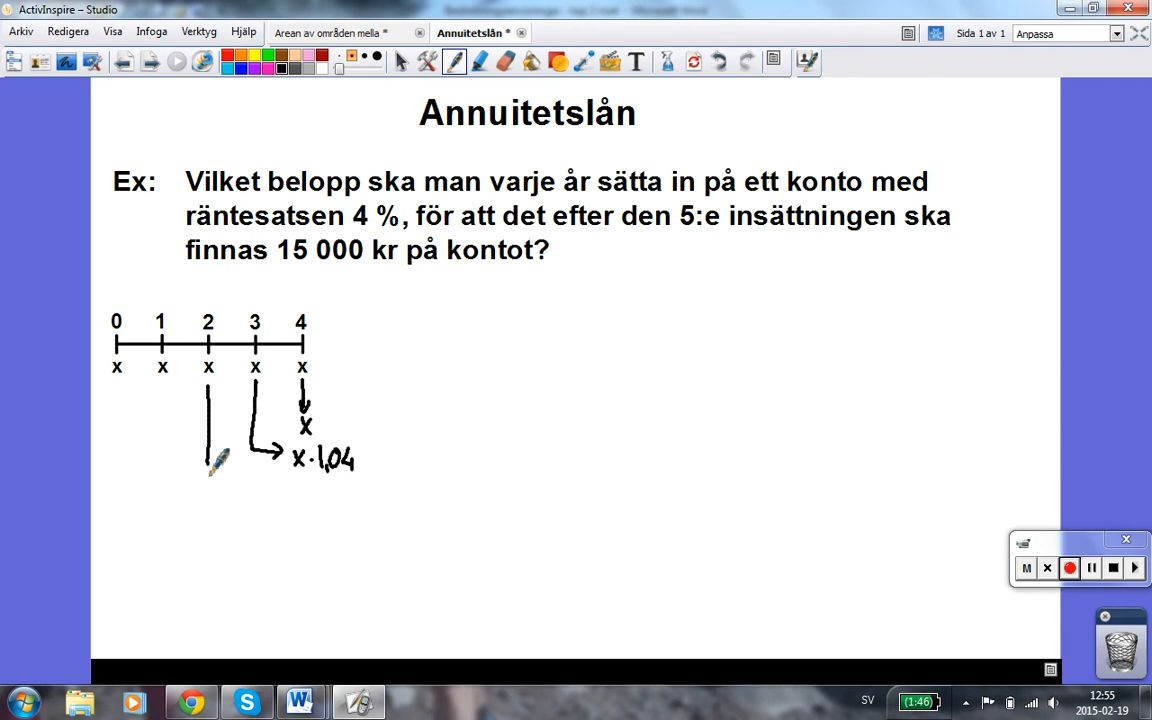 ActivInspire – Studio
Arkiv Redigera Visa Infoga Verktyg Hjälp
Arean av områden mella *
Annuitetslån *
Sida 1 av 1
Anpassa
Annuitetslån
Ex: Vilket belopp ska man varje år sätta in på ett konto med
räntesatsen 4 %, för att det efter den 5:e insättningen ska
finnas 15 000 kr på kontot?
0 1 2 3 4
x x x x x
x
x·1,04
M
SV
(1:46)
12:55
2015-02-19